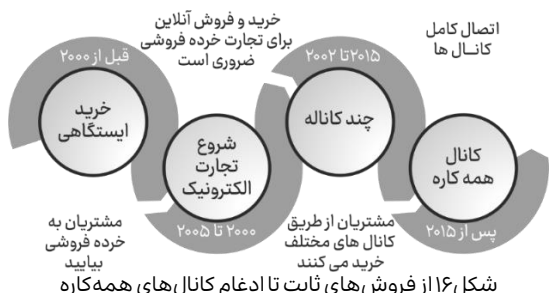 قبل از ۲۰۰۰
خرید
ایستگاهی
مشتریان به
خرده فروشی
بیایید
خرید و فروش آنلاین
برای تجارت خرده فروشی
ضروری است
شروع
تجارت
الکترونیک
۲۰۰۰ تا ۲۰۰۵
۲۰۱۵تا ۲۰۰۲
چند کاناله
مشتریان از طریق
کانال های مختلف
خرید می کنند
اتصال کامل
کانــال ها
کانال
همه کاره
پس از ۲۰۱۵
شکل۱۶ از فروش‌های ثابت تا ادغام کانال‌های همه‌کاره